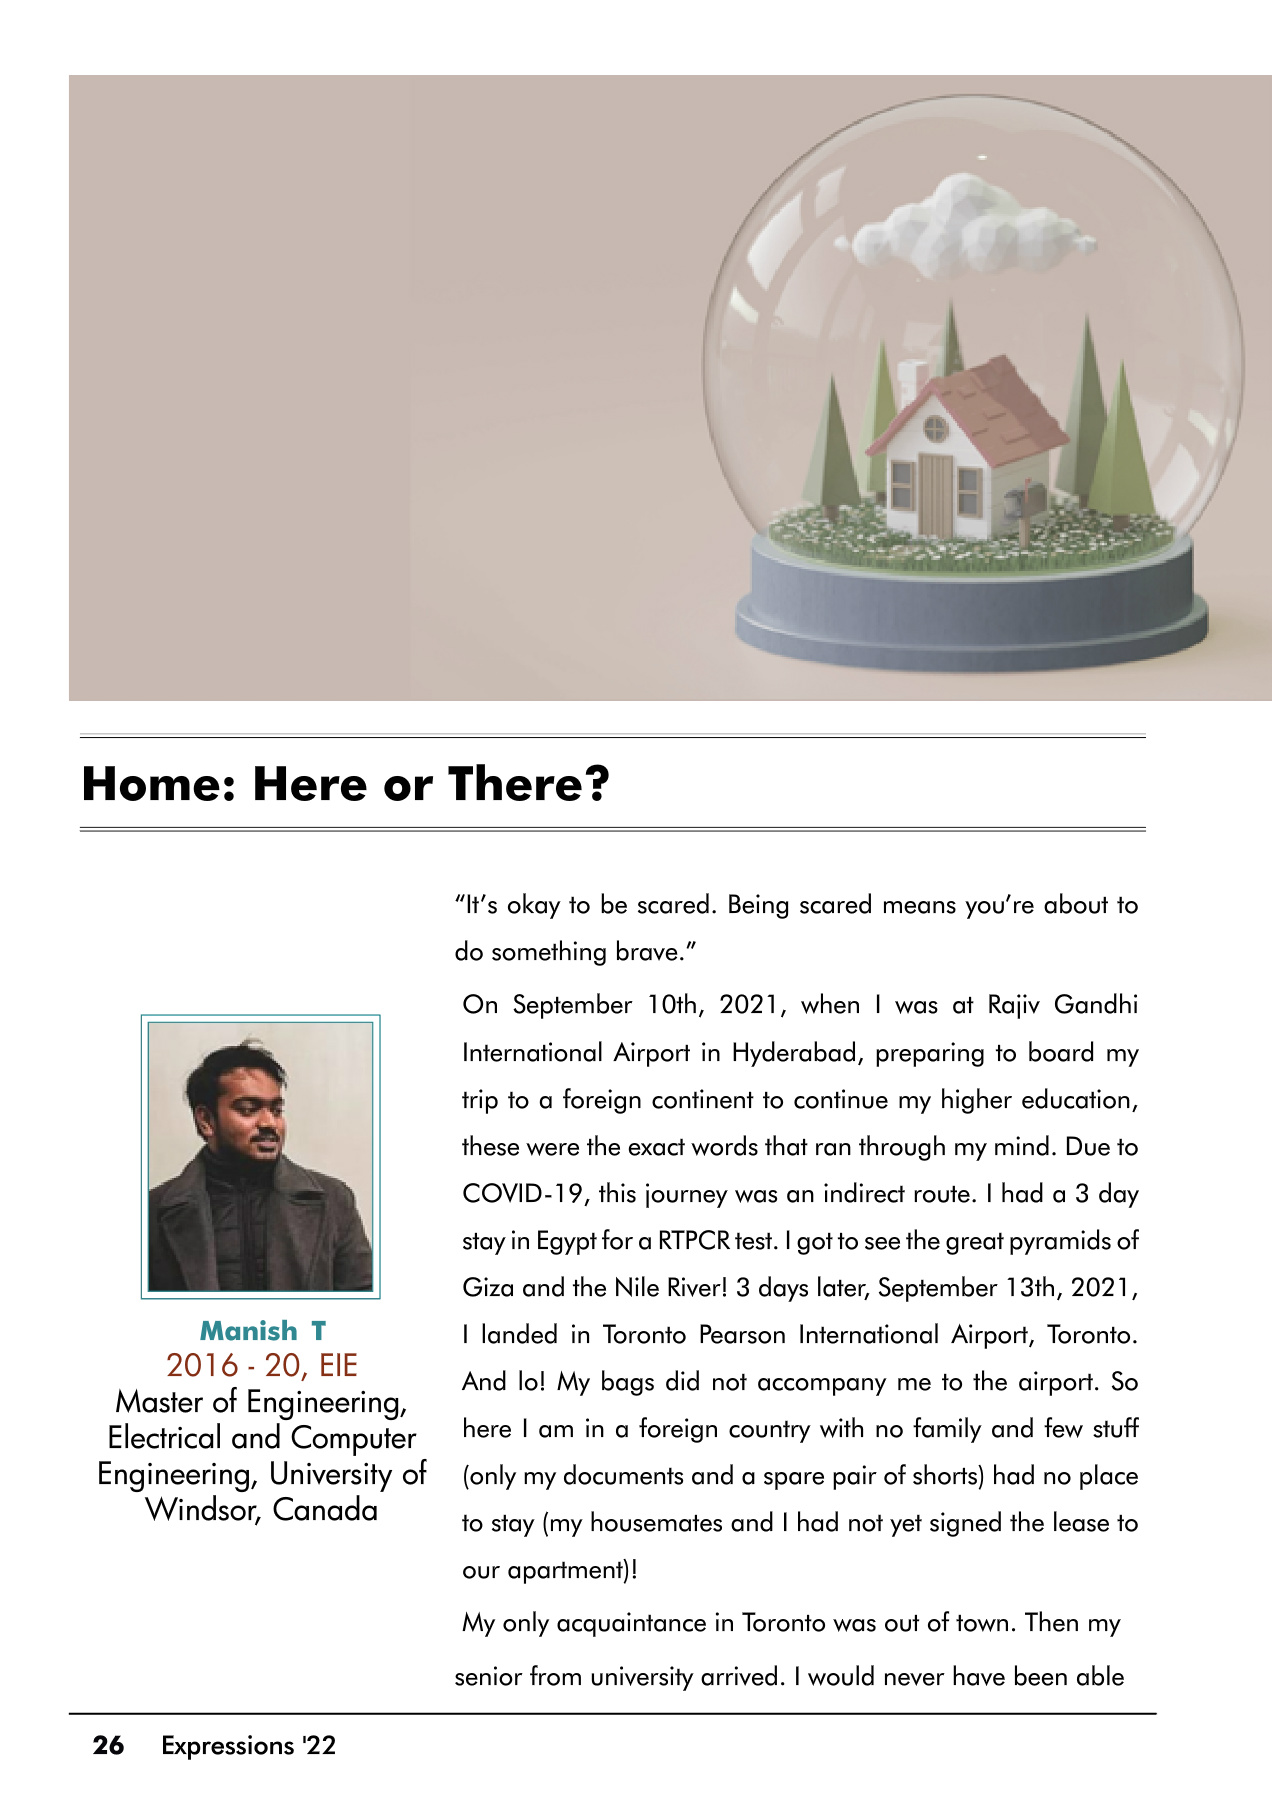 Home: Here or There?
“It’s okay to be scared. Being scared means you’re about to
do something brave.”
On September 10th, 2021, when I was at Rajiv Gandhi
International Airport in Hyderabad, preparing to board my
trip to a foreign continent to continue my higher education,
these were the exact words that ran through my mind. Due to
COVID-19, this journey was an indirect route. I had a 3 day
stay in Egypt for a RTPCR test. I got to see the great pyramids of
Giza and the Nile River! 3 days later, September 13th, 2021,
I landed in Toronto Pearson International Airport, Toronto.
And lo! My bags did not accompany me to the airport. So
here I am in a foreign country with no family and few stuff
(only my documents and a spare pair of shorts) had no place
to stay (my housemates and I had not yet signed the lease to
our apartment)!
My only acquaintance in Toronto was out of town. Then my
senior from university arrived. I would never have been able
Manish T
2016 - 20, EIE
Master of Engineering,
Electrical and Computer
Engineering, University of
Windsor, Canada
26 Expressions '22